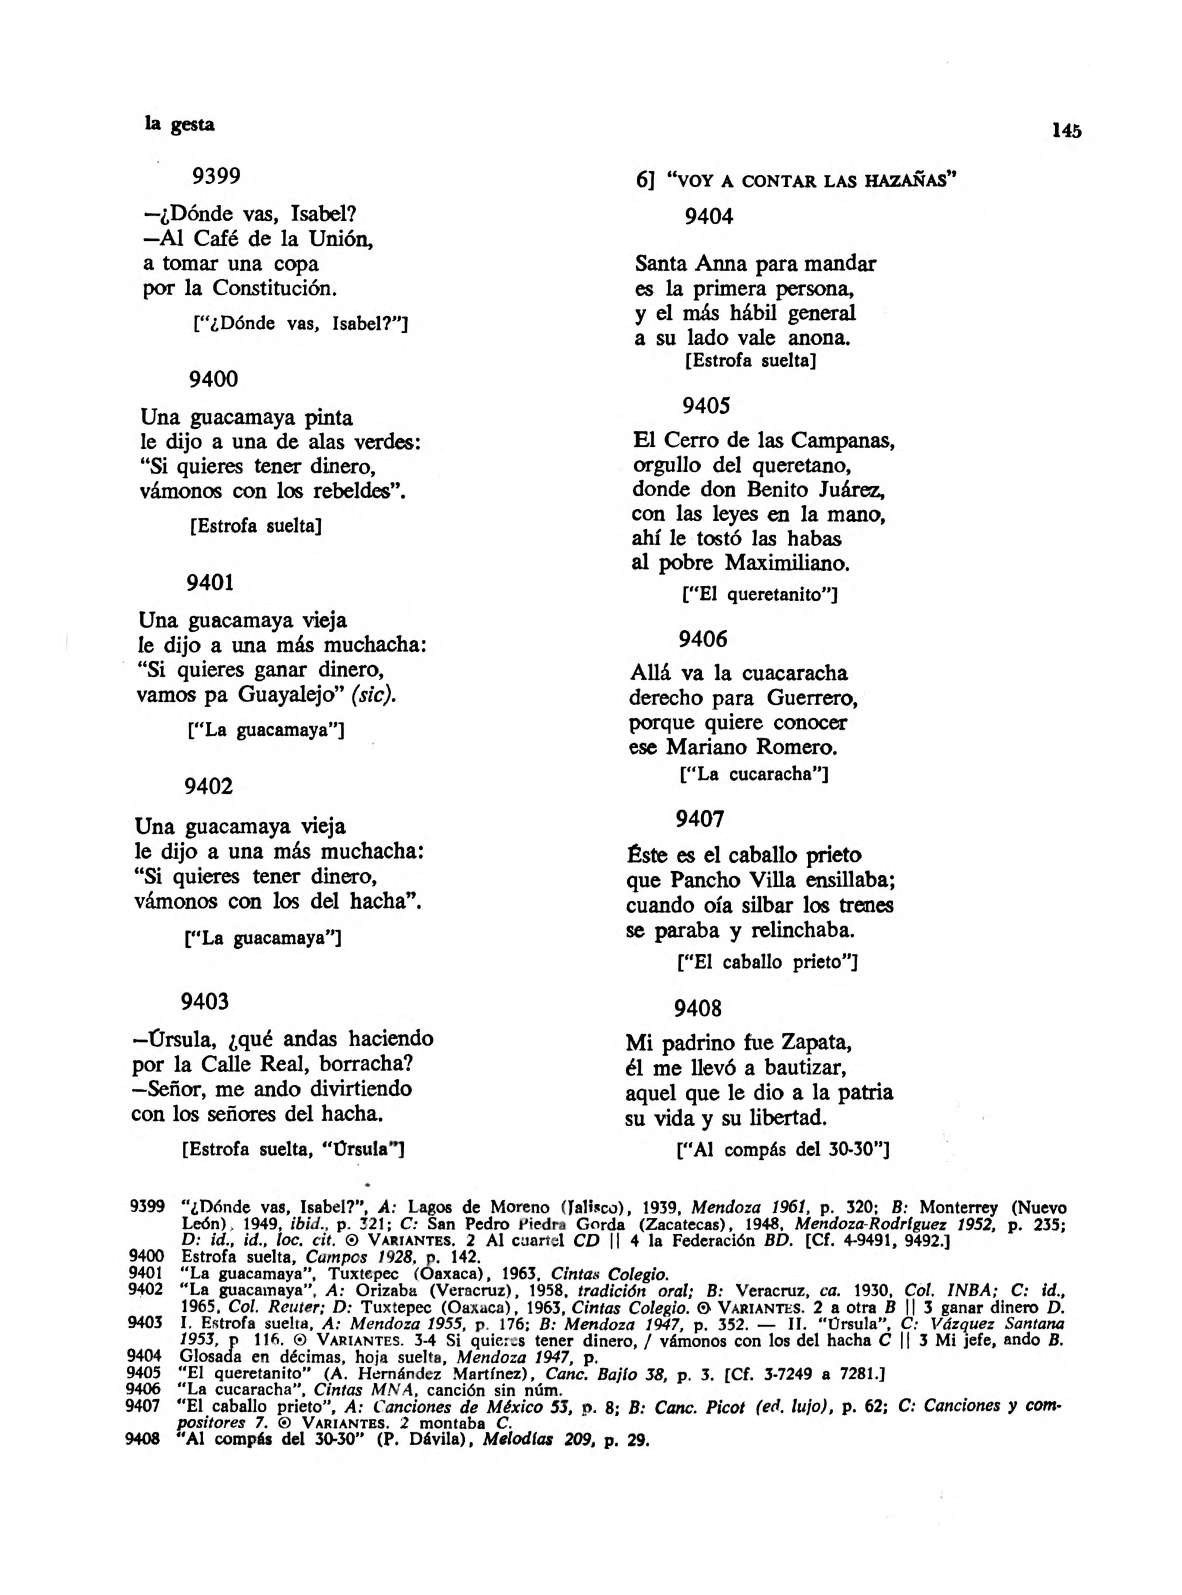 la gesta
145
9399
—¿Dónde vas, Isabel?
—Al Café de la Unión,
a tomar una copa
por la Constitución.
[“¿Dónde vas, Isabel?”]
9400
Una guacamaya pinta
le dijo a una de alas verdes:
“Si quieres tener dinero,
vámonos con los rebeldes”.
[Estrofa suelta]
9401
Una guacamaya vieja
le dijo a una más muchacha:
“Si quieres ganar dinero,
vamos pa Guayalejo” (sic).
[“La guacamaya”]
9402
Una guacamaya vieja
le dijo a una más muchacha:
“Si quieres tener dinero,
vámonos con los del hacha”.
[“La guacamaya”]
9403
—Úrsula, ¿qué andas haciendo
por la Calle Real, borracha?
—Señor, me ando divirtiendo
con los señores del hacha.
[Estrofa suelta, “Úrsula”]
6] “VOY A CONTAR LAS HAZAÑAS”
9404
Santa Anna para mandar
es la primera persona,
y el más hábil general
a su lado vale anona.
[Estrofa suelta]
9405
El Cerro de las Campanas,
orgullo del queretano,
donde don Benito Juárez,
con las leyes en la mano,
ahí le tostó las habas
al pobre Maximiliano.
[“El queretanito”]
9406
Allá va la cuacaracha
derecho para Guerrero,
porque quiere conocer
ese Mariano Romero.
[“La cucaracha”]
9407
Éste es el caballo prieto
que Pancho Villa ensillaba;
cuando oía silbar los trenes
se paraba y relinchaba.
[“El caballo prieto”]
9408
Mi padrino fue Zapata,
él me llevó a bautizar,
aquel que le dio a la patria
su vida y su libertad.
[“Al compás del 30-30”]
9399 “¿Dónde vas, Isabel?”, A: Lagos de Moreno (Jalisco), 1939, Mendoza 1961, p. 320; B: Monterrey (Nuevo
León), 1949, ibid., p. 321; C: San Pedro Piedra Gorda (Zacatecas), 1948, Mendoza-Rodríguez 1952, p. 235;
D: id., id., loc. cit. ⊙ VARIANTES. 2 Al cuartel CD || 4 la Federación BD. [Cf. 4-9491, 9492.]
9400 Estrofa suelta, Campos 1928, p. 142.
9401 “La guacamaya”, Tuxtepec (Oaxaca), 1963, Cintas Colegio.
9402 “La guacamaya”, A: Orizaba (Veracruz), 1958, tradición oral; B: Veracruz, ca. 1930, Col. INBA; C: id.,
1965, Col. Reuter; D: Tuxtepec (Oaxaca), 1963, Cintas Colegio. ⊙ VARIANTES. 2 a otra B || 3 ganar dinero D.
9403 I. Estrofa suelta, A: Mendoza 1955, p. 176; B: Mendoza 1947, p. 352. — II. “Úrsula”, C: Vázquez Santana
1953, p 116. ⊙ VARIANTES. 3-4 Si quieres tener dinero, / vámonos con los del hacha C || 3 Mi jefe, ando B.
9404 Glosada en décimas, hoja suelta, Mendoza 1947, p.
9405 “El queretanito” (A. Hernández Martínez), Canc. Bajío 38, p. 3. [Cf. 3-7249 a 7281.]
9406 “La cucaracha”, Cintas MNA, canción sin núm.
9407 “El caballo prieto”, A: Canciones de México 53, p. 8; B: Canc. Picot (ed. lujo), p. 62; C: Canciones y com-
positores 7. ⊙ VARIANTES. 2 montaba C.
9408 “Al compás del 30-30” (P. Dávila), Melodías 209, p. 29.